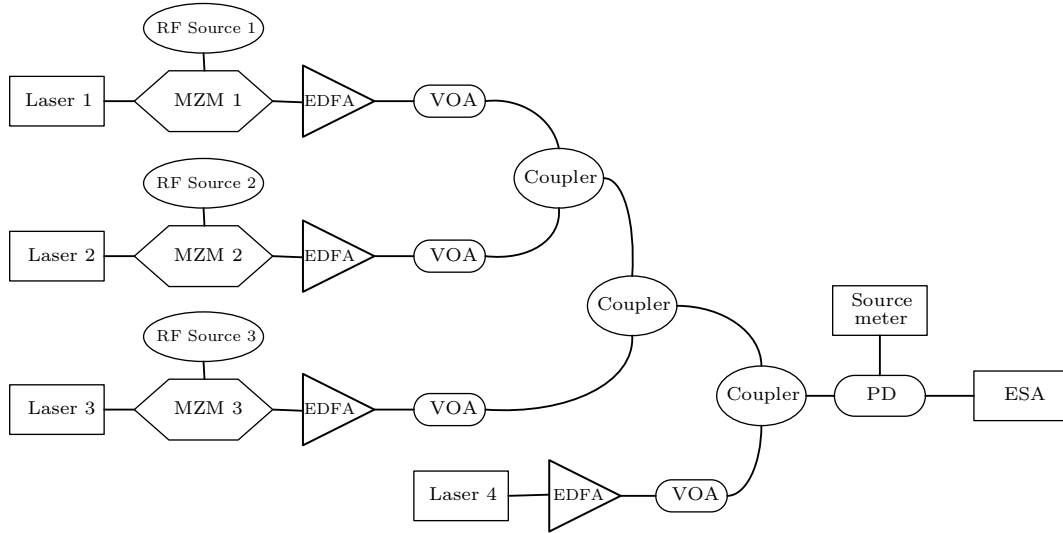 RF Source 1
Laser 1
MZM 1
EDFA
VOA
Coupler
RF Source 2
Laser 2
MZM 2
EDFA
VOA
Coupler
RF Source 3
Laser 3
MZM 3
EDFA
VOA
Source
meter
Coupler
PD
ESA
Laser 4
EDFA
VOA